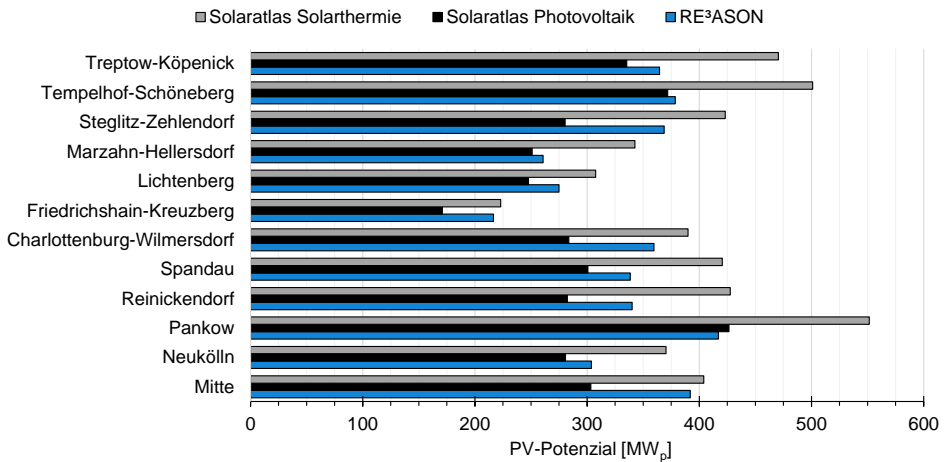 Solaratlas Solarthermie Solaratlas Photovoltaik RE³ASON
Treptow-Köpenick
Tempelhof-Schöneberg
Steglitz-Zehlendorf
Marzahn-Hellersdorf
Lichtenberg
Friedrichshain-Kreuzberg
Charlottenburg-Wilmersdorf
Spandau
Reinickendorf
Pankow
Neukölln
Mitte
0 100 200 300 400 500 600
PV-Potenzial [MWp]